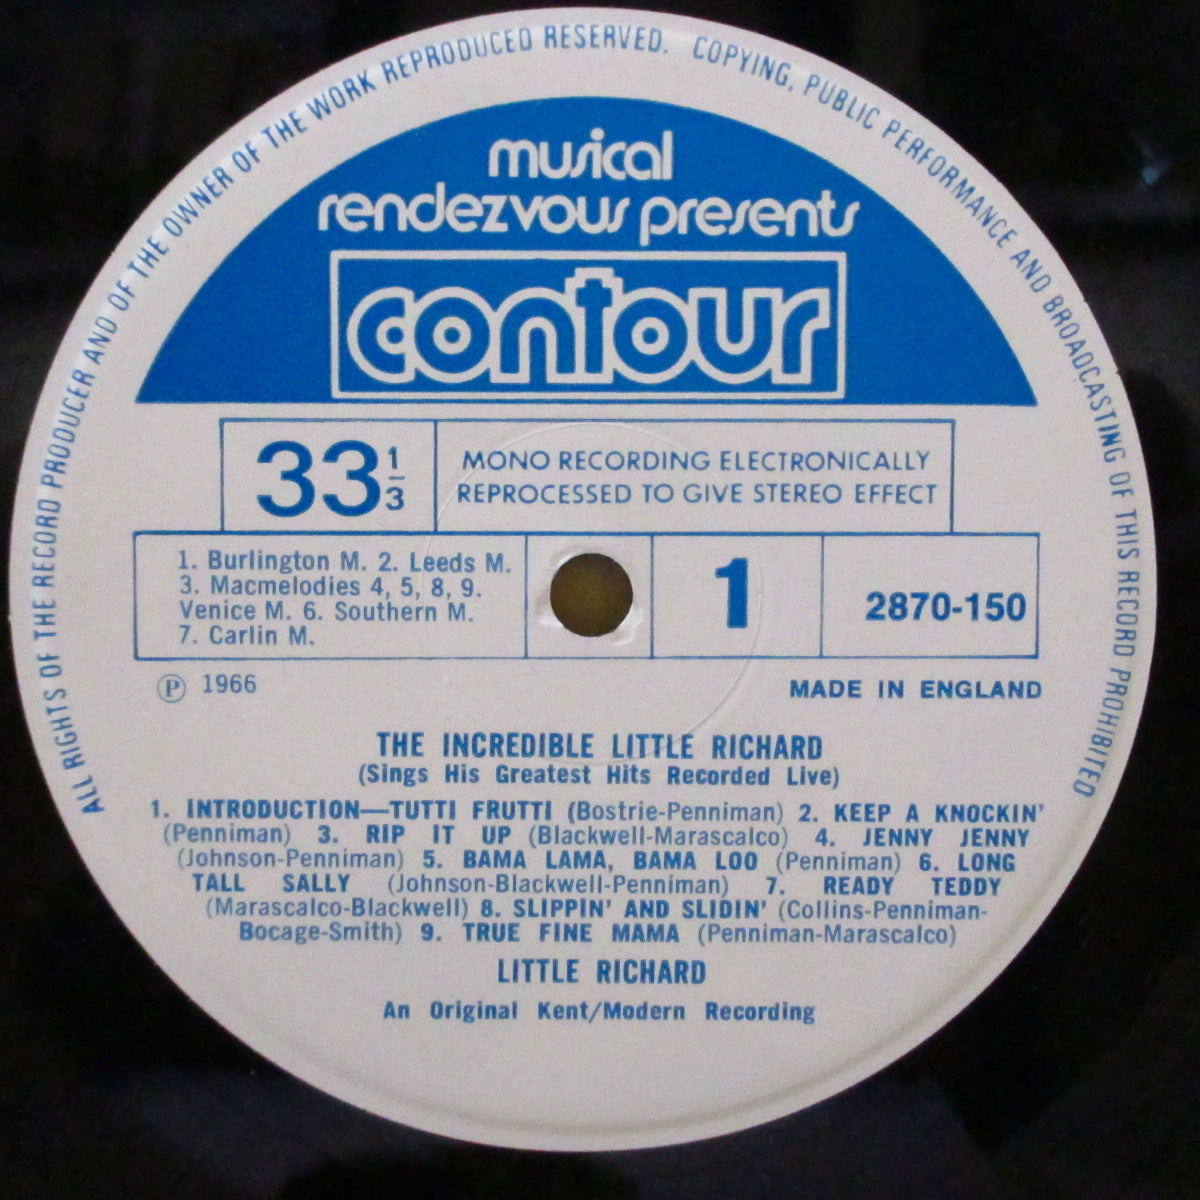 ALL RIGHTS OF THE RECORD PRODUCER AND OF THE OWNER OF THE WORK REPRODUCED RESERVED. COPYING, PUBLIC PERFORMANCE AND BROADCASTING OF THIS RECORD PROHIBITED
musical
rendezvous presents
contour
33 1/3
MONO RECORDING ELECTRONICALLY
REPROCESSED TO GIVE STEREO EFFECT
1. Burlington M. 2. Leeds M.
3. Macmelodies 4, 5, 8, 9.
Venice M. 6. Southern M.
7. Carlin M.
1
2870-150
Ⓟ 1966
MADE IN ENGLAND
THE INCREDIBLE LITTLE RICHARD
(Sings His Greatest Hits Recorded Live)
1. INTRODUCTION—TUTTI FRUTTI (Bostrie-Penniman) 2. KEEP A KNOCKIN'
(Penniman) 3. RIP IT UP (Blackwell-Marascalco) 4. JENNY JENNY
(Johnson-Penniman) 5. BAMA LAMA, BAMA LOO (Penniman) 6. LONG
TALL SALLY (Johnson-Blackwell-Penniman) 7. READY TEDDY
(Marascalco-Blackwell) 8. SLIPPIN' AND SLIDIN' (Collins-Penniman-
Bocage-Smith) 9. TRUE FINE MAMA (Penniman-Marascalco)
LITTLE RICHARD
An Original Kent/Modern Recording